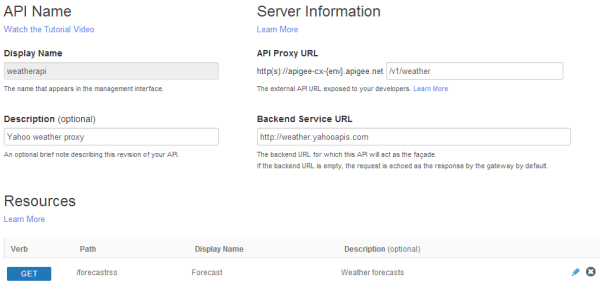 API Name
Watch the Tutorial Video
Display Name
weatherapi
The name that appears in the management interface.
Description (optional)
Yahoo weather proxy
An optional brief note describing this revision of your API.
Server Information
Learn More
API Proxy URL
http(s)://apigee-cx-{env}.apigee.net /v1/weather
The external API URL exposed to your developers. Learn More
Backend Service URL
http://weather.yahooapis.com
The backend URL for which this API will act as the façade.
If the backend URL is empty, the request is echoed as the response by the gateway by default.
Resources
Learn More
Verb Path Display Name Description (optional)
GET /forecastrss Forecast Weather forecasts